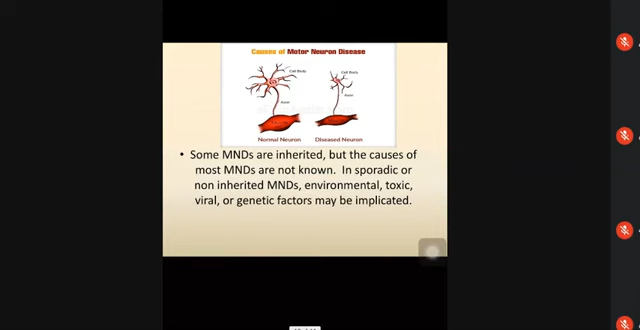 Causes of Motor Neuron Disease
Cell Body
Cell Body
Axon
Axon
Normal Neuron
Diseased Neuron
• Some MNDs are inherited, but the causes of
most MNDs are not known. In sporadic or
non inherited MNDs, environmental, toxic,
viral, or genetic factors may be implicated.